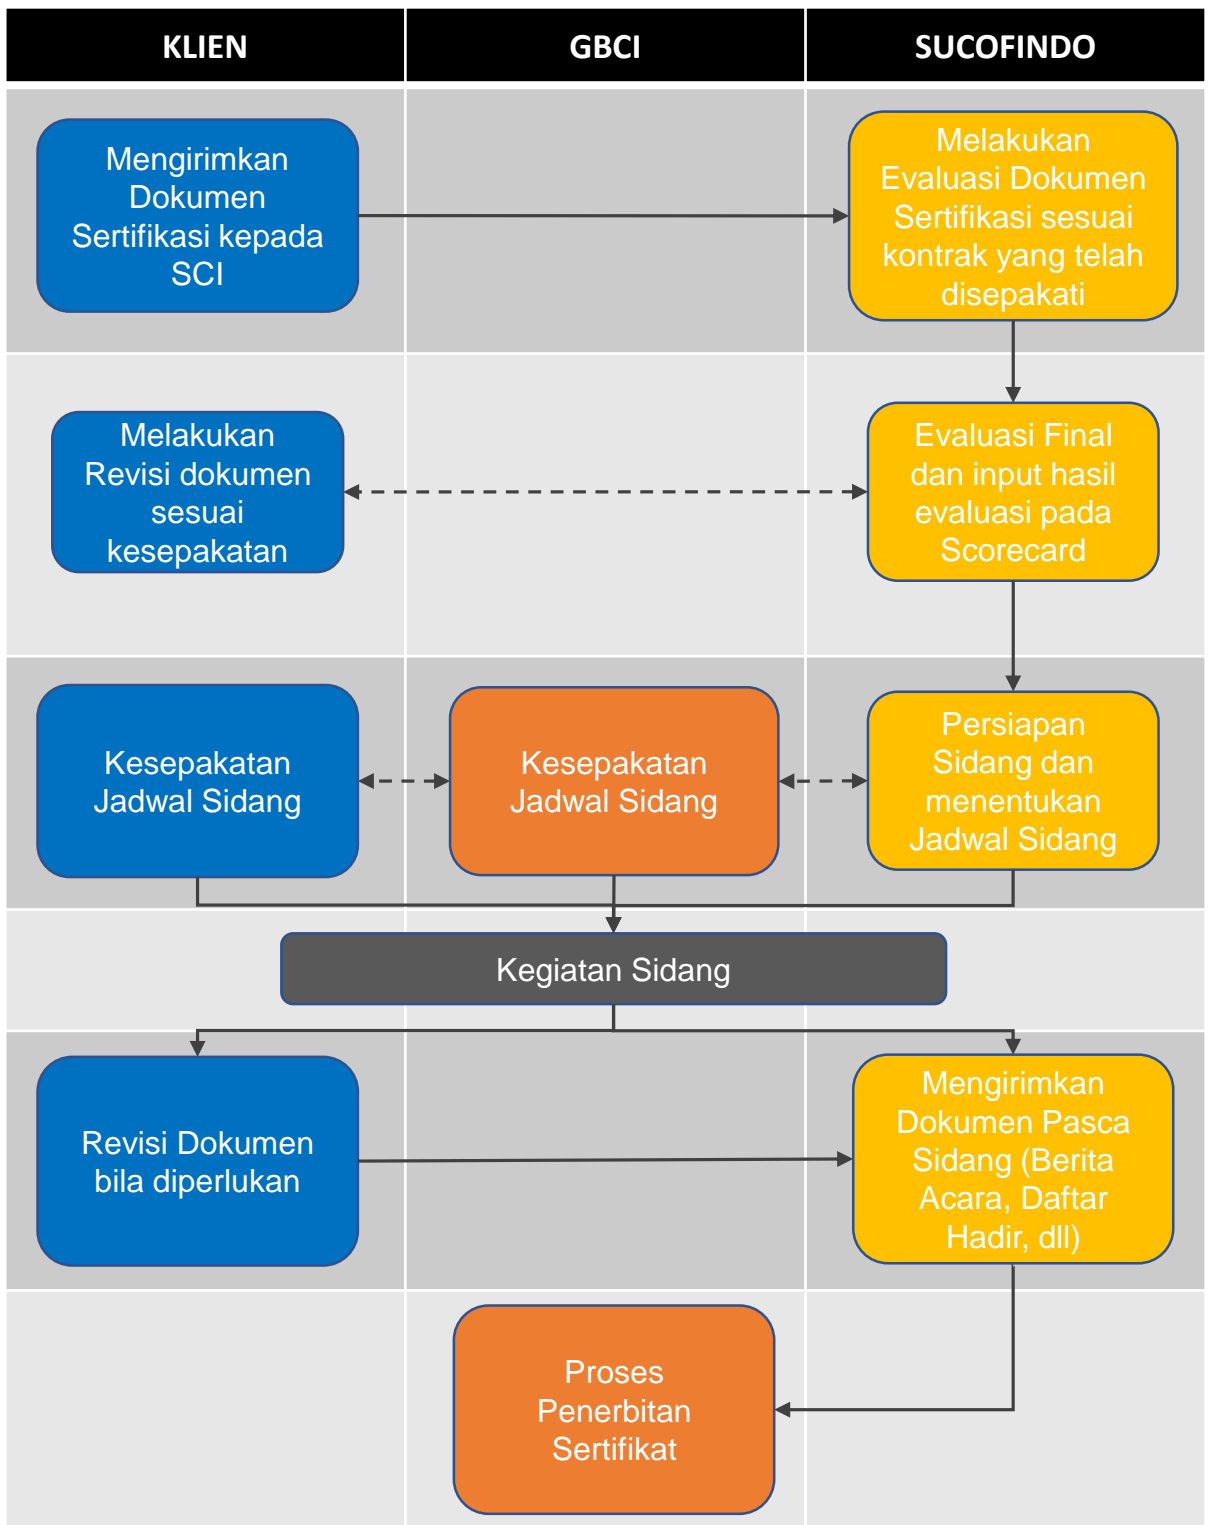 KLIEN
GBCI
SUCOFINDO
Mengirimkan
Dokumen
Sertifikasi kepada
SCI
Melakukan
Evaluasi Dokumen
Sertifikasi sesuai
kontrak yang telah
disepakati
Melakukan
Revisi dokumen
sesuai
kesepakatan
Evaluasi Final
dan input hasil
evaluasi pada
Scorecard
Kesepakatan
Jadwal Sidang
Kesepakatan
Jadwal Sidang
Persiapan
Sidang dan
menentukan
Jadwal Sidang
Kegiatan Sidang
Revisi Dokumen
bila diperlukan
Mengirimkan
Dokumen Pasca
Sidang (Berita
Acara, Daftar
Hadir, dll)
Proses
Penerbitan
Sertifikat